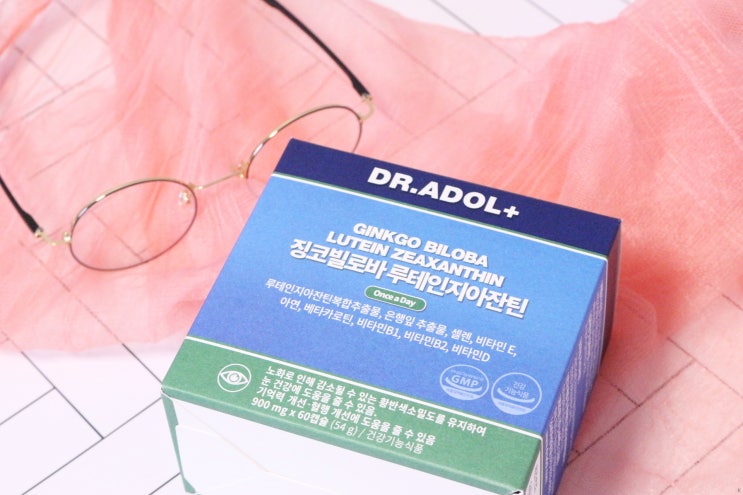 DR.ADOL+
GINKGO BILOBA
LUTEIN ZEAXANTHIN
징코빌로바 루테인지아잔틴
Once a Day
루테인지아잔틴복합추출물, 은행잎 추출물, 셀렌, 비타민 E,
아연, 베타카로틴, 비타민B1, 비타민B2, 비타민D
GMP
건강
기능식품
노화로 인해 감소될 수 있는 황반색소밀도를 유지하여
눈 건강에 도움을 줄 수 있음
기억력 개선·혈행 개선에 도움을 줄 수 있음
900 mg x 60캡슐 (54 g) / 건강기능식품